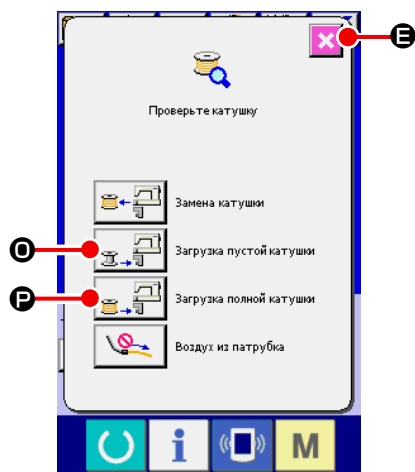 E
Проверьте катушку
Замена катушки
O
Загрузка пустой катушки
P
Загрузка полной катушки
Воздух из патрубка
i
M